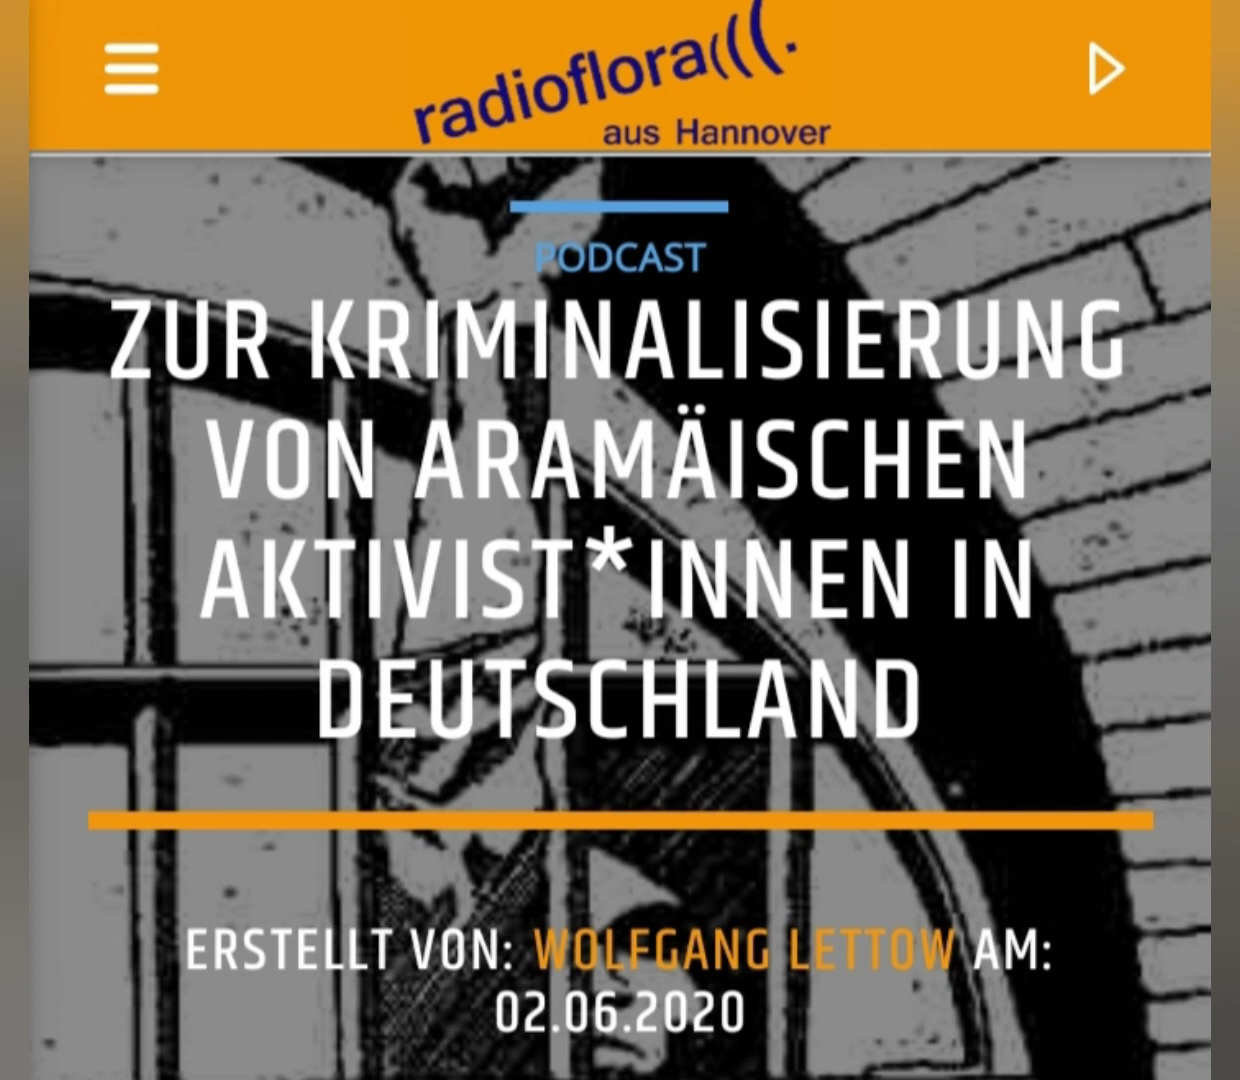 radioflora(((.
aus Hannover
PODCAST
ZUR KRIMINALISIERUNG
VON ARAMÄISCHEN
AKTIVIST*INNEN IN
DEUTSCHLAND
ERSTELLT VON: WOLFGANG LETTOW AM:
02.06.2020